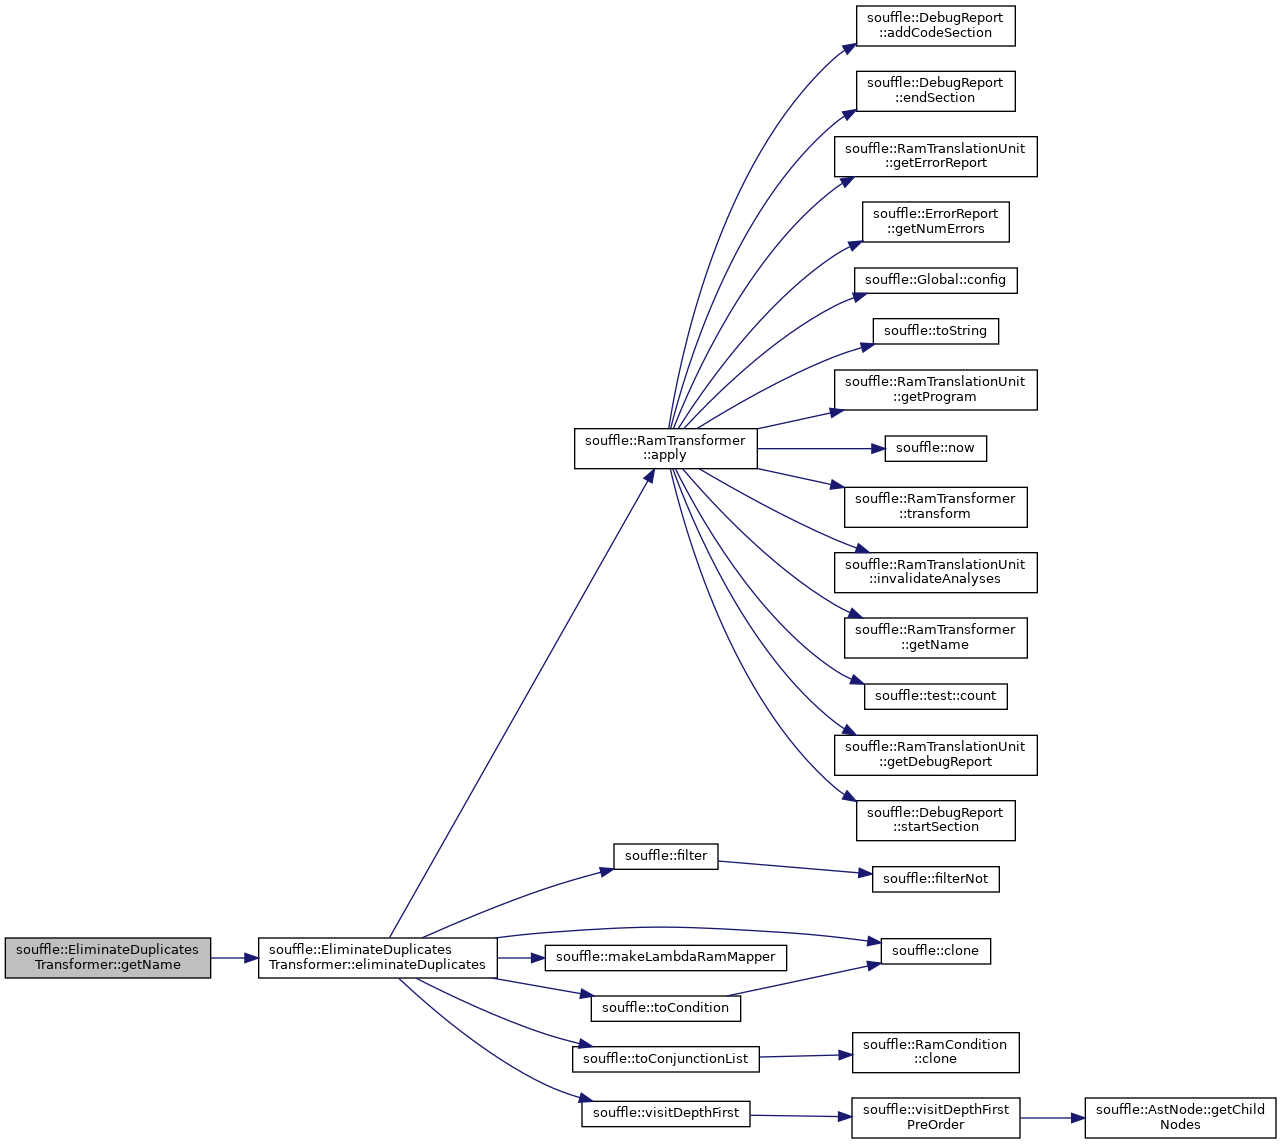 souffle::DebugReport
::addCodeSection
souffle::DebugReport
::endSection
souffle::RamTranslationUnit
::getErrorReport
souffle::ErrorReport
::getNumErrors
souffle::Global::config
souffle::toString
souffle::RamTranslationUnit
::getProgram
souffle::RamTransformer
::apply
souffle::now
souffle::RamTransformer
::transform
souffle::RamTranslationUnit
::invalidateAnalyses
souffle::RamTransformer
::getName
souffle::test::count
souffle::RamTranslationUnit
::getDebugReport
souffle::DebugReport
::startSection
souffle::filter
souffle::filterNot
souffle::EliminateDuplicates
Transformer::getName
souffle::EliminateDuplicates
Transformer::eliminateDuplicates
souffle::makeLambdaRamMapper
souffle::clone
souffle::toCondition
souffle::toConjunctionList
souffle::RamCondition
::clone
souffle::visitDepthFirst
souffle::visitDepthFirst
PreOrder
souffle::AstNode::getChild
Nodes